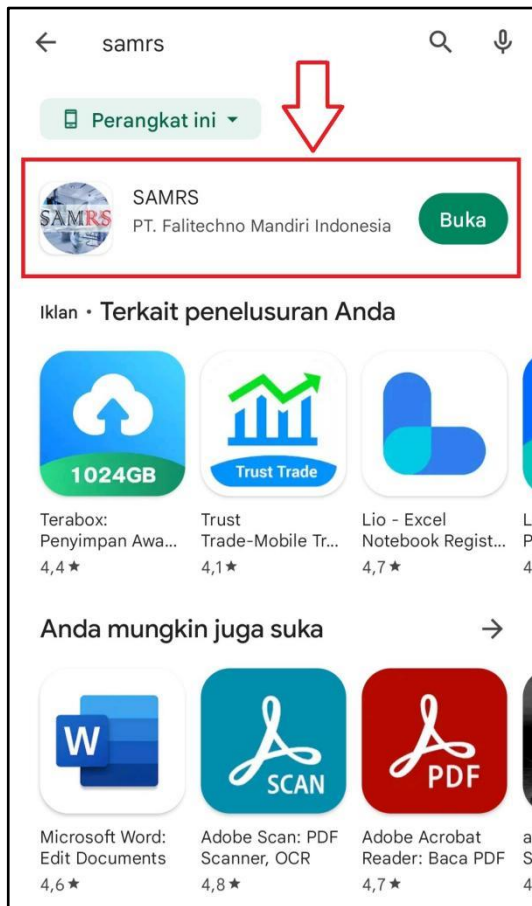 samrs
Perangkat ini
SAMRS
SAMRS
PT. Falitechno Mandiri Indonesia
Buka
Iklan • Terkait penelusuran Anda
1024GB
Trust Trade
Terabox:
Penyimpan Awa...
4,4★
Trust
Trade-Mobile Tr...
4,1★
Lio - Excel
Notebook Regist...
4,7★
L
P
4
Anda mungkin juga suka
W
SCAN
PDF
Microsoft Word:
Edit Documents
4,6★
Adobe Scan: PDF
Scanner, OCR
4,8★
Adobe Acrobat
Reader: Baca PDF
4,7★
a
S
4